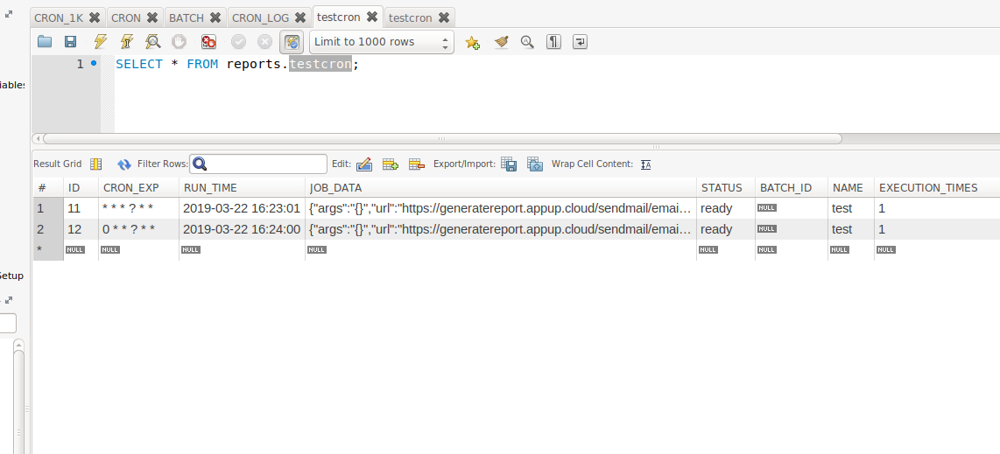 CRON_1K CRON BATCH CRON_LOG testcron testcron
Limit to 1000 rows
1 SELECT * FROM reports.testcron;
iables
Result Grid Filter Rows: Edit: Export/Import: Wrap Cell Content:
# ID CRON_EXP RUN_TIME JOB_DATA STATUS BATCH_ID NAME EXECUTION_TIMES
1 11 * * * ? * * 2019-03-22 16:23:01 {"args":"{}","url":"https://generatereport.appup.cloud/sendmail/emai... ready NULL test 1
2 12 0 * * ? * * 2019-03-22 16:24:00 {"args":"{}","url":"https://generatereport.appup.cloud/sendmail/emai... ready NULL test 1
* NULL NULL NULL NULL NULL NULL NULL NULL
Setup